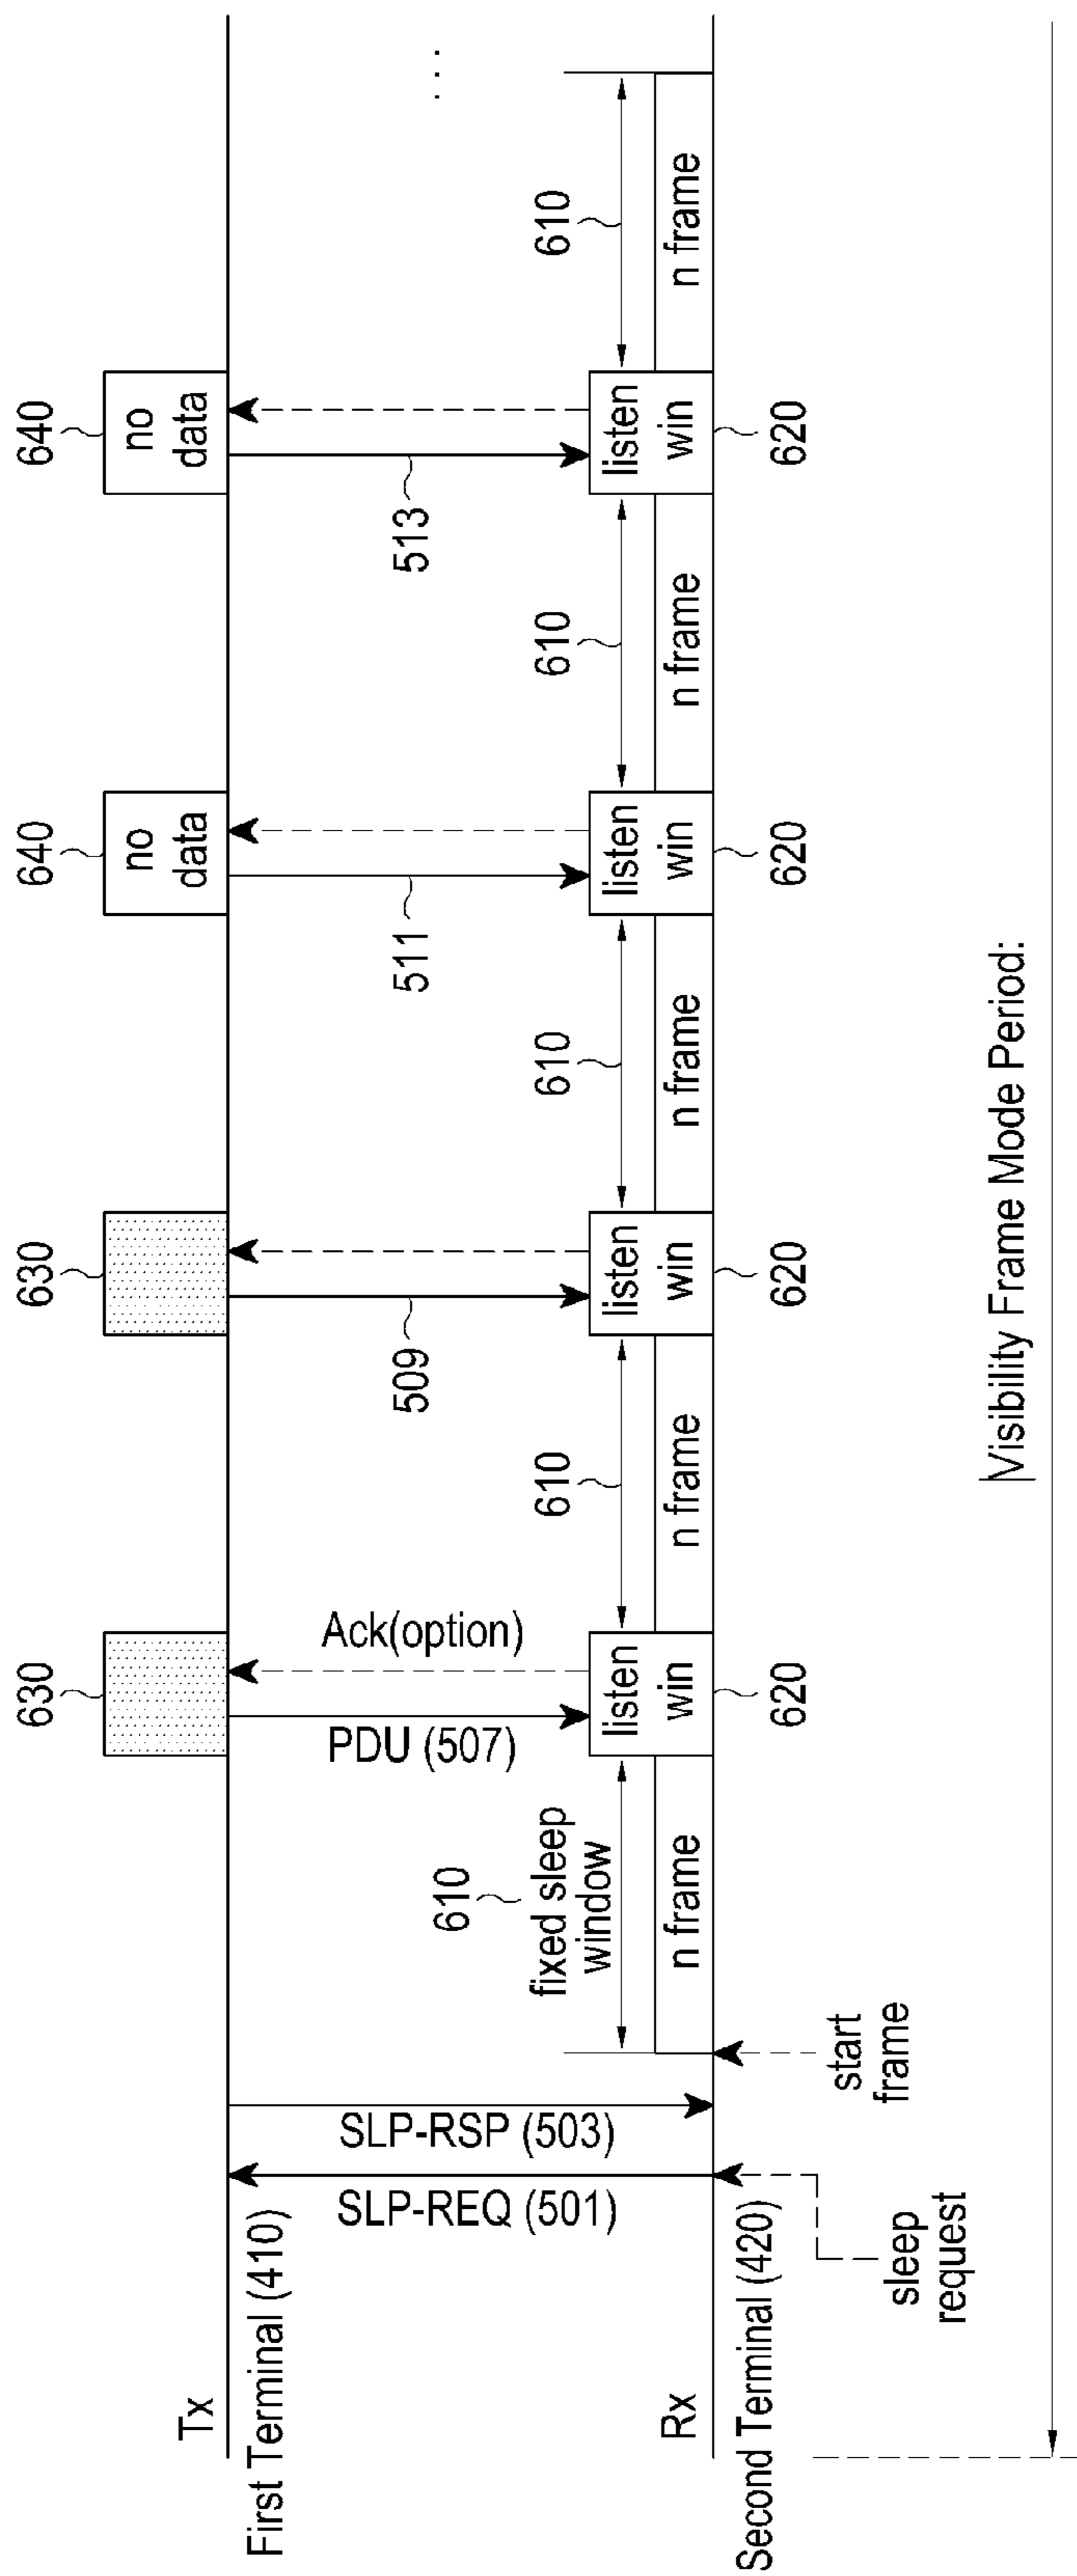 630
630
640
640
no
data
no
data
Tx
First Terminal (410)
SLP-REQ (501)
SLP-RSP (503)
PDU (507)
Ack(option)
509
511
513
...
610
fixed sleep
window
610
610
610
610
n frame
listen
win
n frame
listen
win
n frame
listen
win
n frame
listen
win
n frame
Rx
Second Terminal (420)
620
620
620
620
sleep
request
start
frame
Visibility Frame Mode Period: